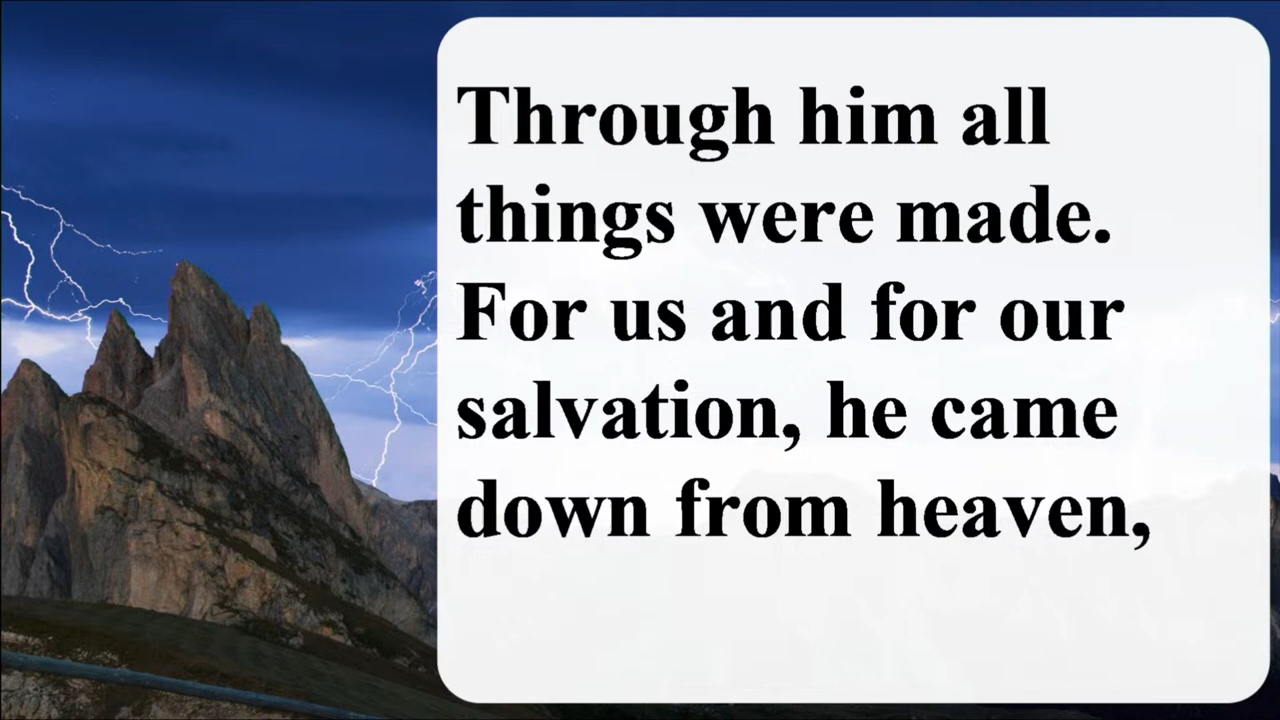 Through him all
things were made.
For us and for our
salvation, he came
down from heaven,